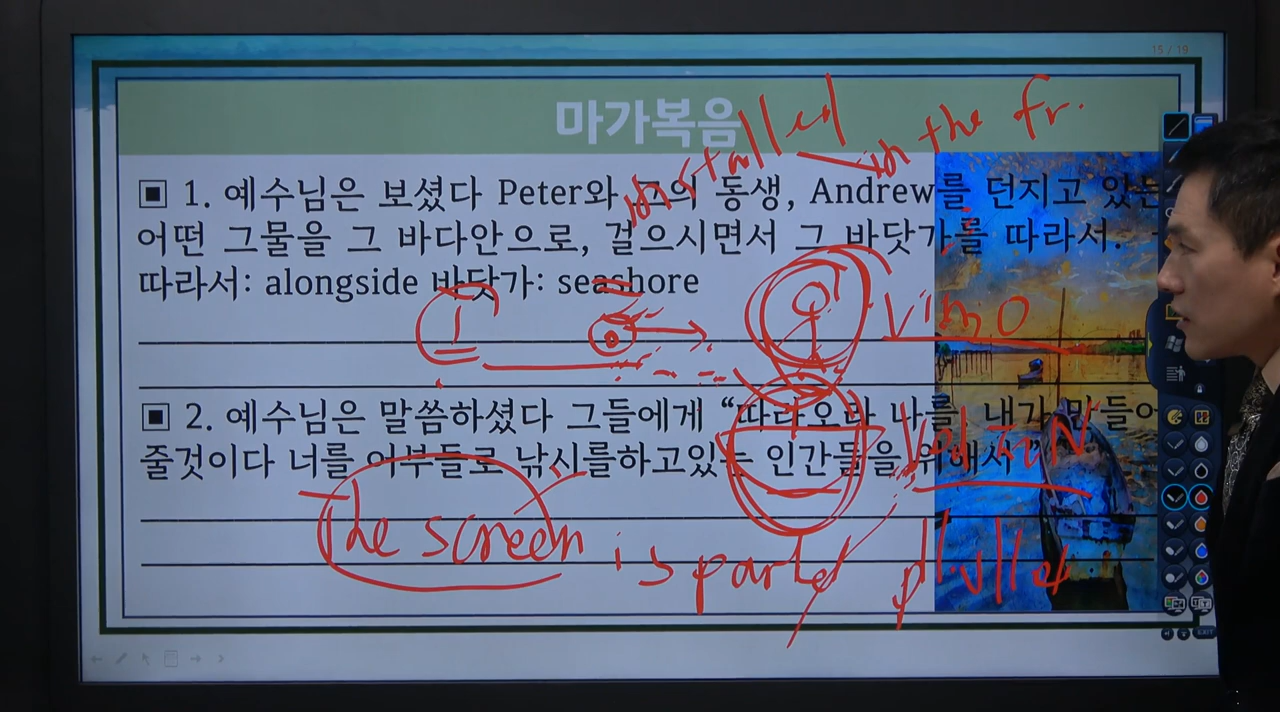 15 / 19
마가복음
installed in the fr.
▣ 1. 예수님은 보셨다 Peter와 그의 동생, Andrew를 던지고 있는
어떤 그물을 그 바다안으로, 걸으시면서 그 바닷가를 따라서.
따라서: alongside 바닷가: seashore
▣ 2. 예수님은 말씀하셨다 그들에게 “따라오라 나를, 내가 만들어
줄것이다 너를 어부들로 낚시를하고있는 인간들을 위해서
The screen is
EXIT